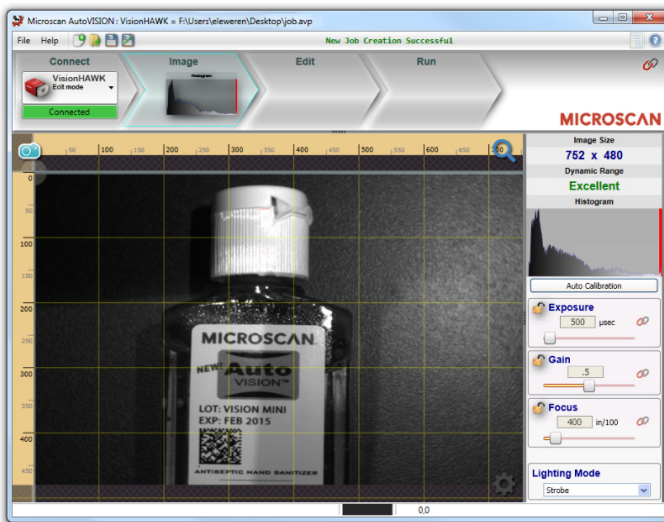 Microscan AutoVISION : VisionHAWK = F:\Users\eleweren\Desktop\job.avp
File Help New Job Creation Successful
Connect Image Edit Run
VisionHAWK
Edit mode
Histogram
Connected
MICROSCAN
Image Size
752 x 480
Dynamic Range
Excellent
Histogram
Auto Calibration
Exposure
500 µsec
Gain
.5
Focus
400 in/100
Lighting Mode
Strobe
50 100 150 200 250 300 350 400 450 500 550 600 650 700
0
50
100
150
200
250
300
350
400
450
MICROSCAN
NEW! Auto
VISION™
LOT: VISION MINI
EXP: FEB 2015
ANTISEPTIC HAND SANITIZER
0,0